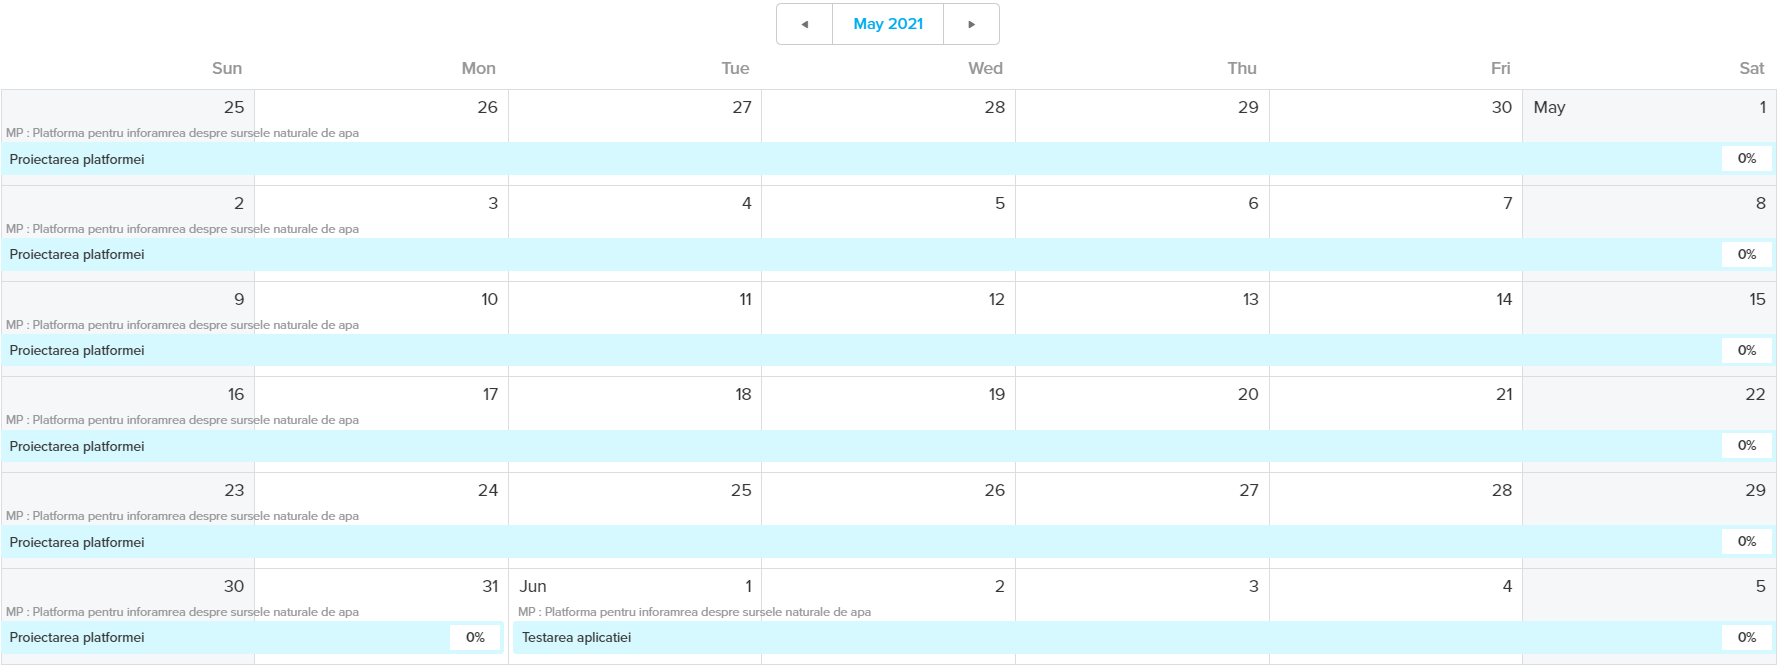 ◄ May 2021 ►
Sun Mon Tue Wed Thu Fri Sat
25 26 27 28 29 30 May 1
MP : Platforma pentru inforamrea despre sursele naturale de apa
Proiectarea platformei 0%
2 3 4 5 6 7 8
MP : Platforma pentru inforamrea despre sursele naturale de apa
Proiectarea platformei 0%
9 10 11 12 13 14 15
MP : Platforma pentru inforamrea despre sursele naturale de apa
Proiectarea platformei 0%
16 17 18 19 20 21 22
MP : Platforma pentru inforamrea despre sursele naturale de apa
Proiectarea platformei 0%
23 24 25 26 27 28 29
MP : Platforma pentru inforamrea despre sursele naturale de apa
Proiectarea platformei 0%
30 31 Jun 1 2 3 4 5
MP : Platforma pentru inforamrea despre sursele naturale de apa MP : Platforma pentru inforamrea despre sursele naturale de apa
Proiectarea platformei 0% Testarea aplicatiei 0%